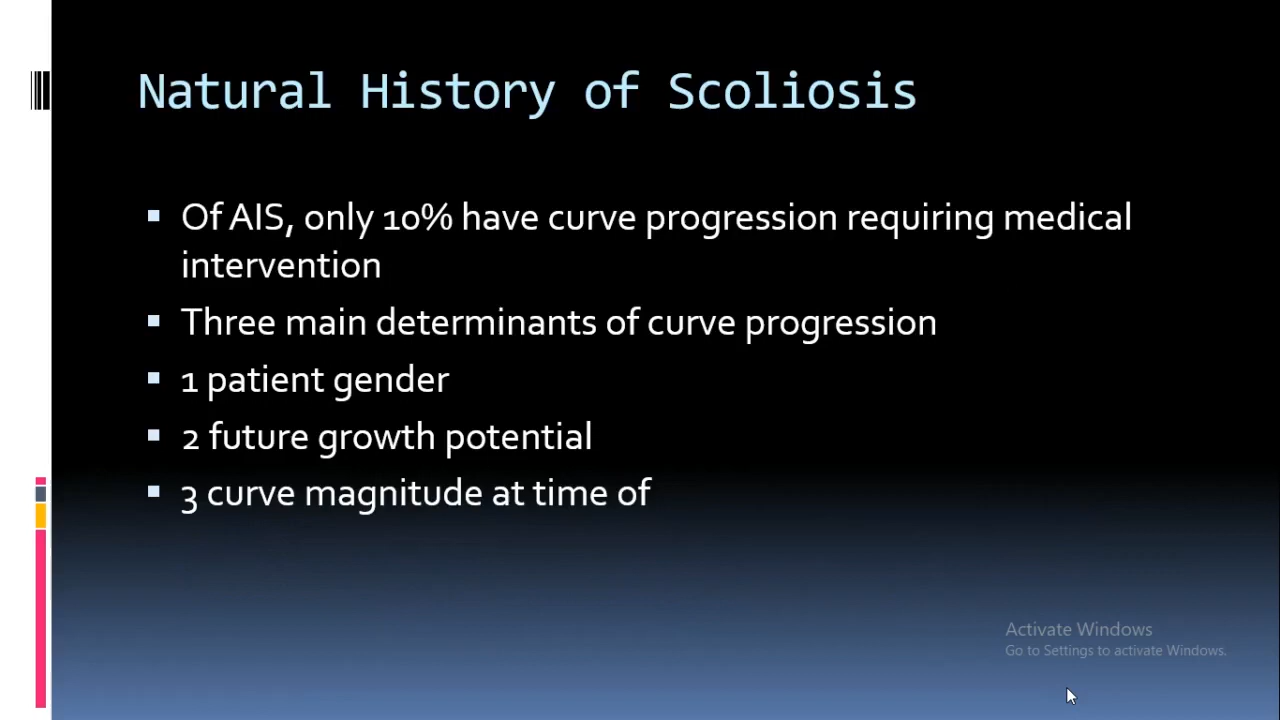 Natural History of Scoliosis
Of AIS, only 10% have curve progression requiring medical
intervention
Three main determinants of curve progression
1 patient gender
2 future growth potential
3 curve magnitude at time of
Activate Windows
Go to Settings to activate Windows.